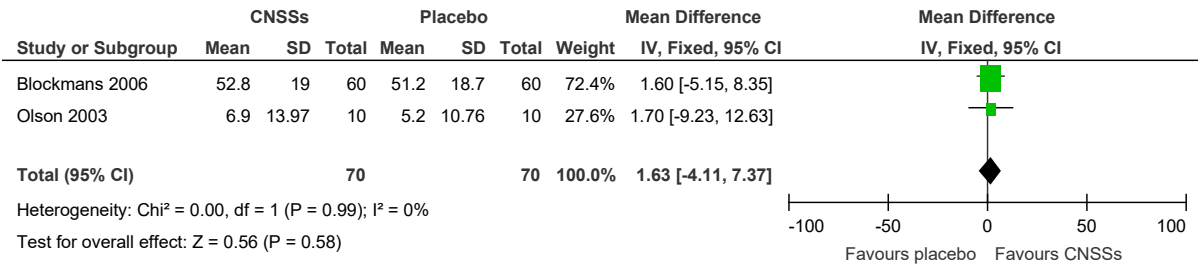 CNSSs Placebo Mean Difference Mean Difference
Study or Subgroup Mean SD Total Mean SD Total Weight IV, Fixed, 95% CI IV, Fixed, 95% CI
Blockmans 2006 52.8 19 60 51.2 18.7 60 72.4% 1.60 [-5.15, 8.35]
Olson 2003 6.9 13.97 10 5.2 10.76 10 27.6% 1.70 [-9.23, 12.63]
Total (95% CI) 70 70 100.0% 1.63 [-4.11, 7.37]
Heterogeneity: Chi² = 0.00, df = 1 (P = 0.99); I² = 0%
Test for overall effect: Z = 0.56 (P = 0.58)
-100 -50 0 50 100
Favours placebo Favours CNSSs